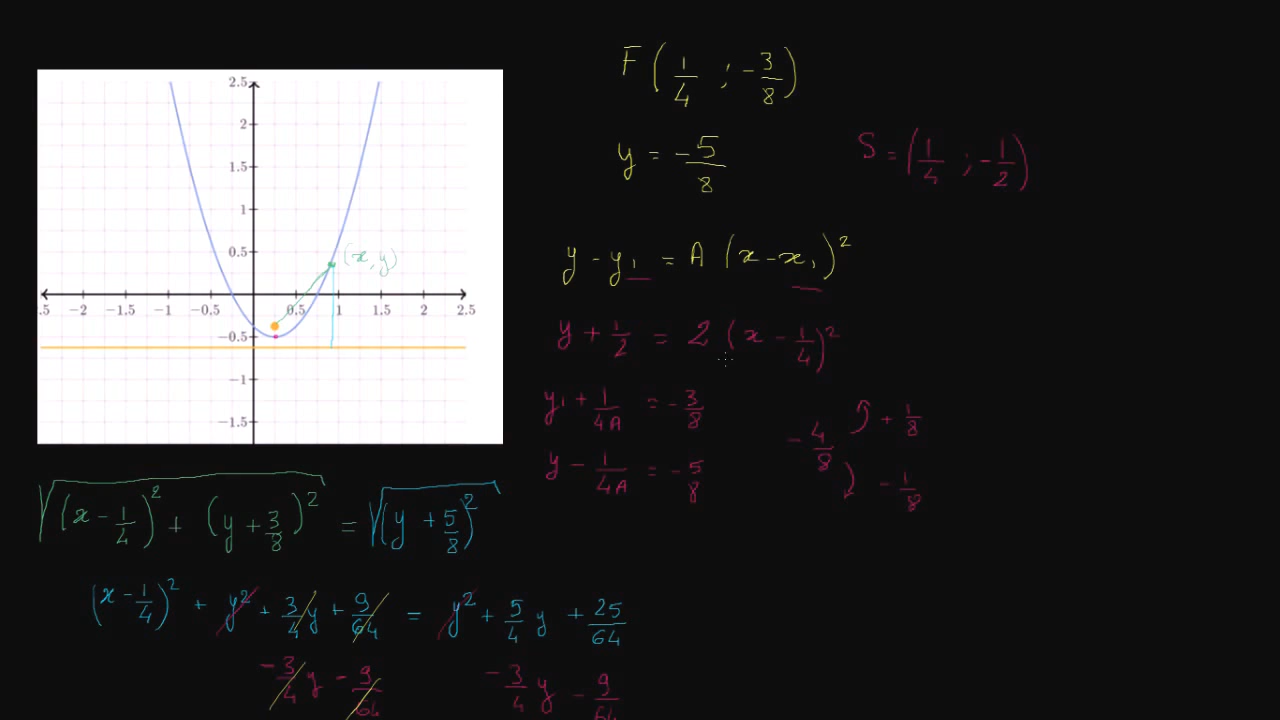 F (1/4 ; -3/8)
y = -5/8
S = (1/4 ; -1/2)
y - y₁ = A (x - x₁)²
y + 1/2 = 2 (x - 1/4)²
y₁ + 1/4A = -3/8
y - 1/4A = -5/8
-4/8
+ 1/8
- 1/8
2.5
2
1.5
1
0.5
-0.5
-1
-1.5
2.5 -2 -1.5 -1 -0.5 0.5 1 1.5 2 2.5
(x, y)
√((x - 1/4)² + (y + 3/8)²) = √((y + 5/8)²)
(x - 1/4)² + y² + 3/4 y + 9/64 = y² + 5/4 y + 25/64
-3/4 y - 9/64 -3/4 y - 9/64